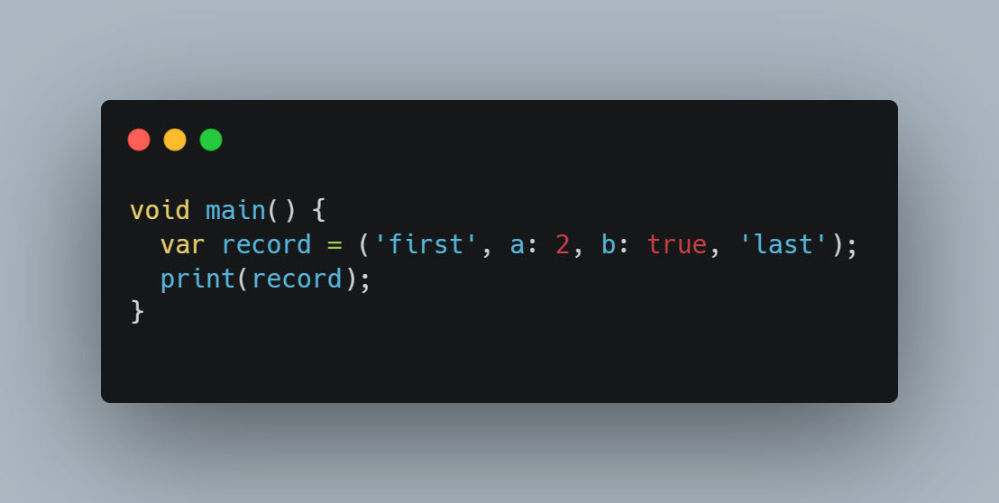 void main() {
  var record = ('first', a: 2, b: true, 'last');
  print(record);
}